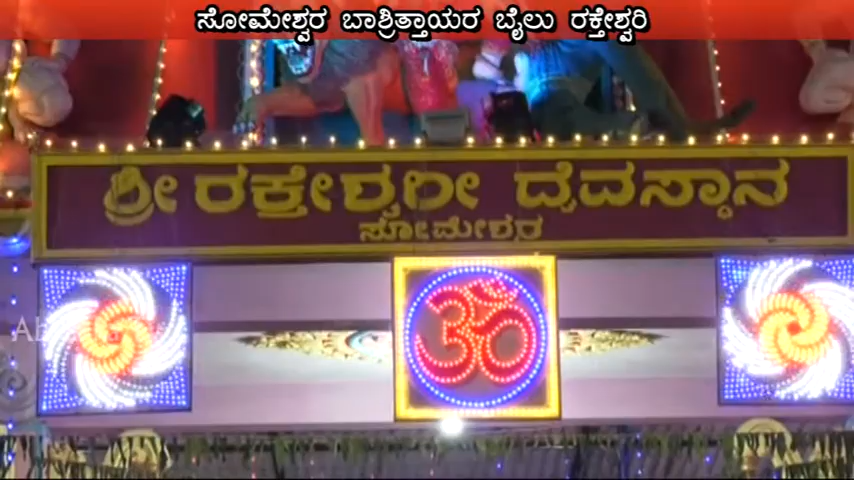 ಸೋಮೇಶ್ವರ ಬಾಶ್ರಿತ್ತಾಯರ ಬೈಲು ರಕ್ತೇಶ್ವರಿ
ಶ್ರೀ ರಕ್ತೇಶ್ವರೀ ದೈವಸ್ಥಾನ
ಸೋಮೇಶ್ವರ
ॐ